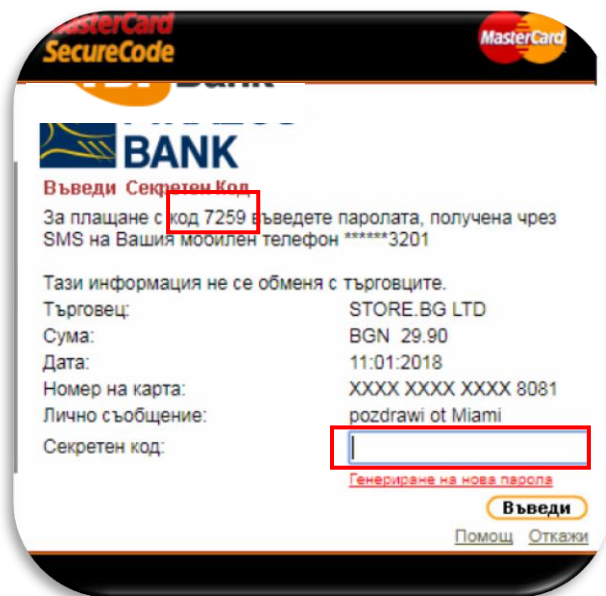 MasterCard
SecureCode
MasterCard
Bank
BANK
Въведи Секретен Код
За плащане с код 7259 въведете паролата, получена чрез
SMS на Вашия мобилен телефон ******3201
Тази информация не се обменя с търговците.
Търговец: STORE.BG LTD
Сума: BGN 29.90
Дата: 11:01:2018
Номер на карта: XXXX XXXX XXXX 8081
Лично съобщение: pozdravi ot Miami
Секретен код:
Генериране на нова парола
Въведи
Помощ Откажи